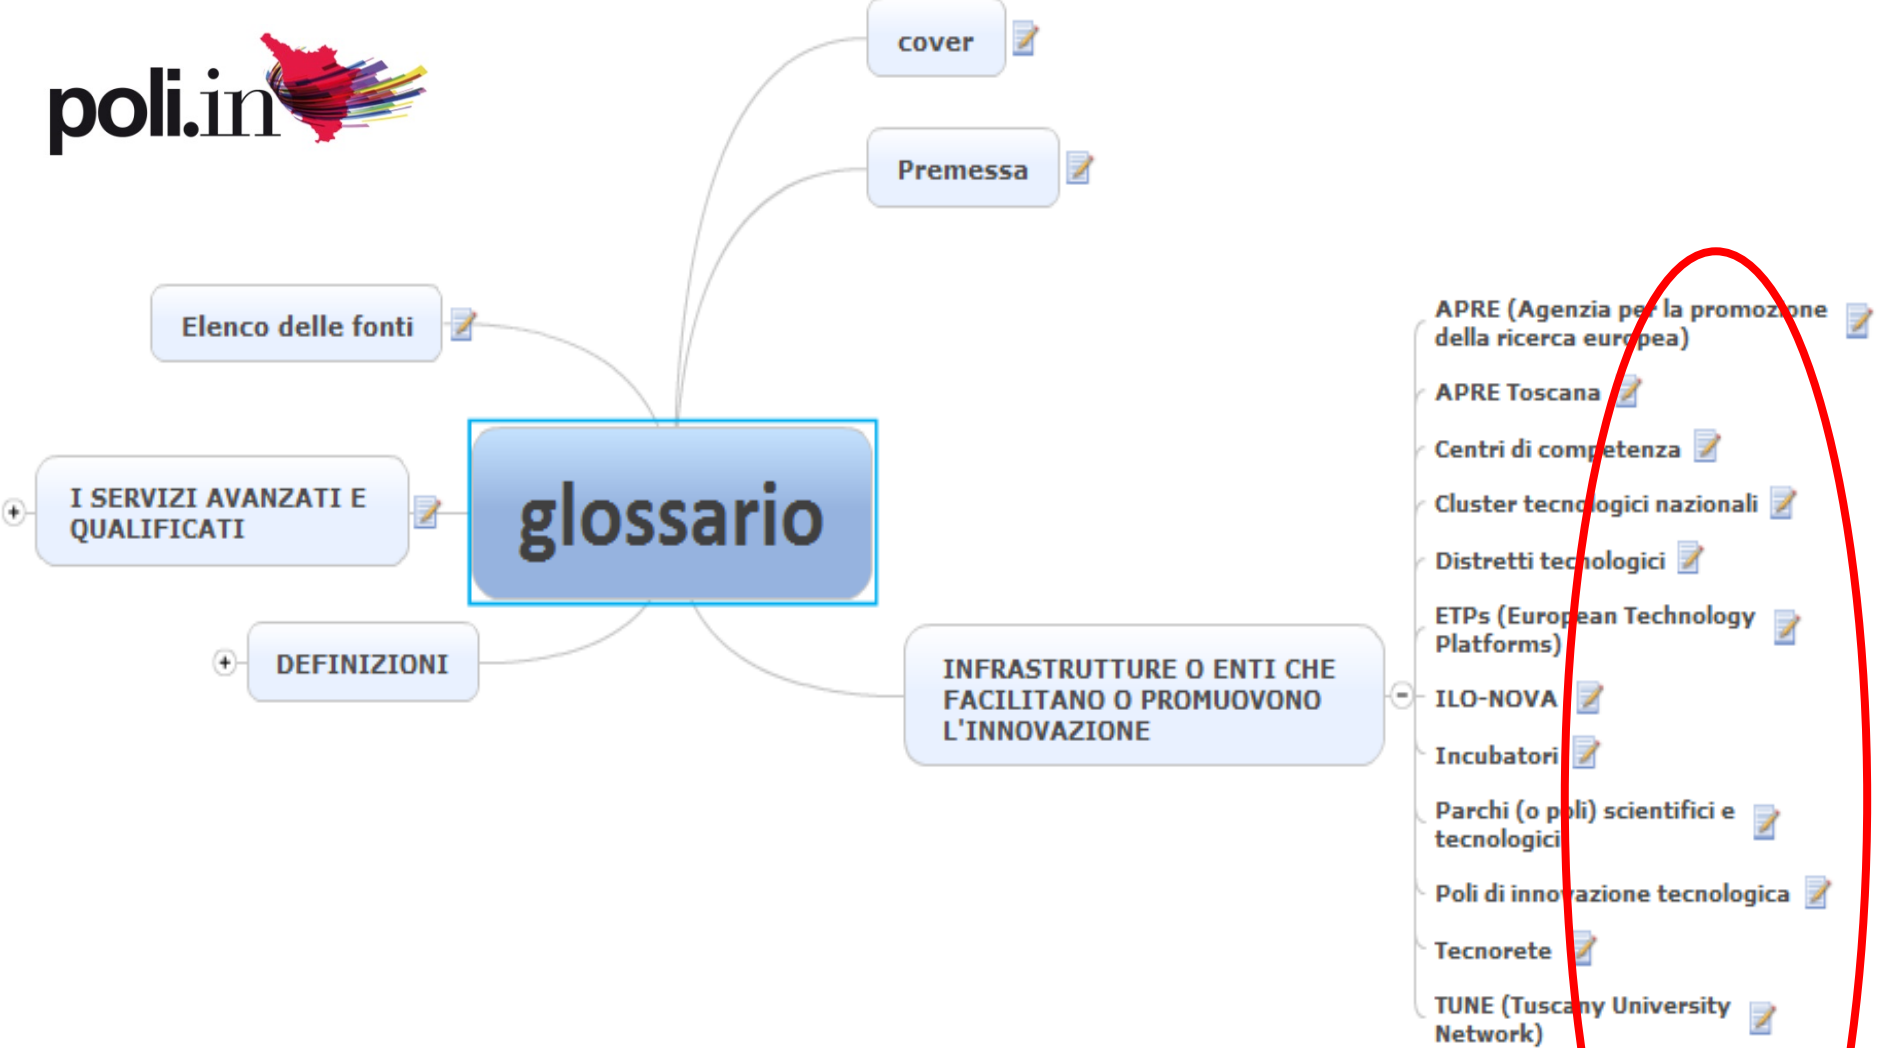 poli.in
cover
Premessa
Elenco delle fonti
I SERVIZI AVANZATI E
QUALIFICATI
glossario
DEFINIZIONI
INFRASTRUTTURE O ENTI CHE
FACILITANO O PROMUOVONO
L'INNOVAZIONE
APRE (Agenzia per la promozione
della ricerca europea)
APRE Toscana
Centri di competenza
Cluster tecnologici nazionali
Distretti tecnologici
ETPs (European Technology
Platforms)
ILO-NOVA
Incubatori
Parchi (o poli) scientifici e
tecnologici
Poli di innovazione tecnologica
Tecnorete
TUNE (Tuscany University
Network)